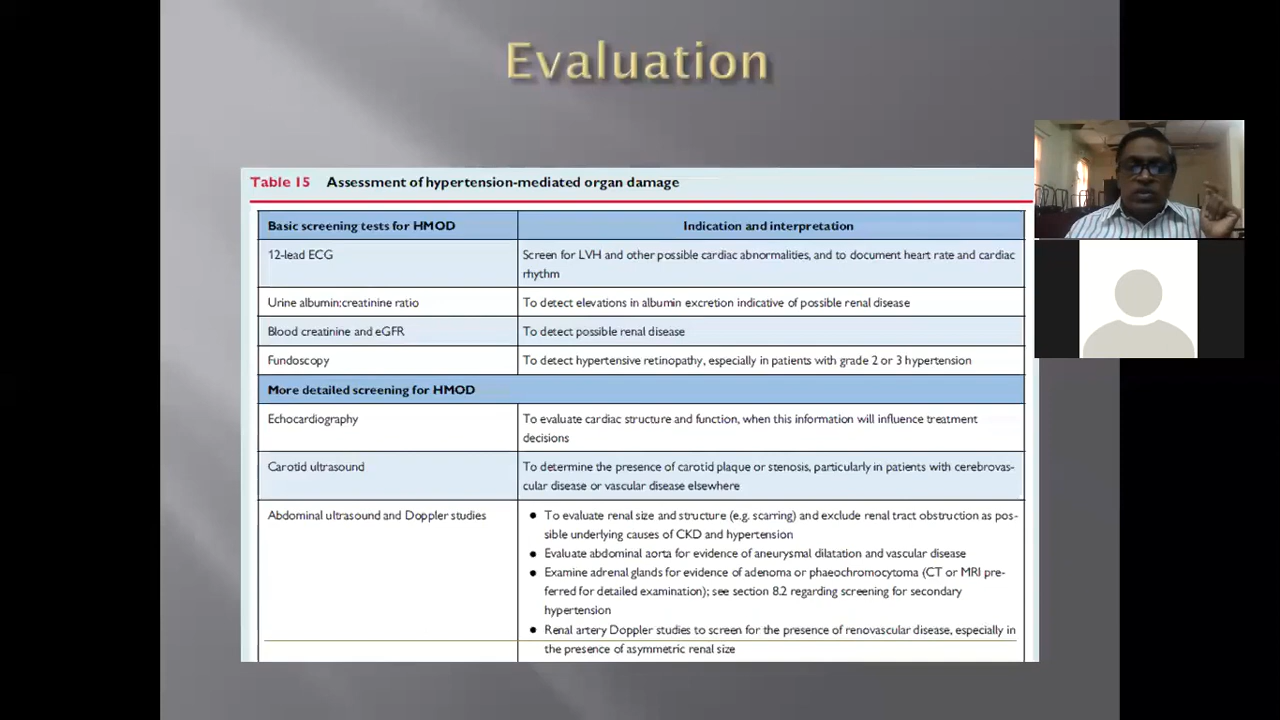 Evaluation
Table 15 Assessment of hypertension-mediated organ damage
Basic screening tests for HMOD Indication and interpretation
12-lead ECG Screen for LVH and other possible cardiac abnormalities, and to document heart rate and cardiac
rhythm
Urine albumin:creatinine ratio To detect elevations in albumin excretion indicative of possible renal disease
Blood creatinine and eGFR To detect possible renal disease
Fundoscopy To detect hypertensive retinopathy, especially in patients with grade 2 or 3 hypertension
More detailed screening for HMOD
Echocardiography To evaluate cardiac structure and function, when this information will influence treatment
decisions
Carotid ultrasound To determine the presence of carotid plaque or stenosis, particularly in patients with cerebrovas-
cular disease or vascular disease elsewhere
Abdominal ultrasound and Doppler studies ● To evaluate renal size and structure (e.g. scarring) and exclude renal tract obstruction as pos-
sible underlying causes of CKD and hypertension
● Evaluate abdominal aorta for evidence of aneurysmal dilatation and vascular disease
● Examine adrenal glands for evidence of adenoma or phaeochromocytoma (CT or MRI pre-
ferred for detailed examination); see section 8.2 regarding screening for secondary
hypertension
● Renal artery Doppler studies to screen for the presence of renovascular disease, especially in
the presence of asymmetric renal size